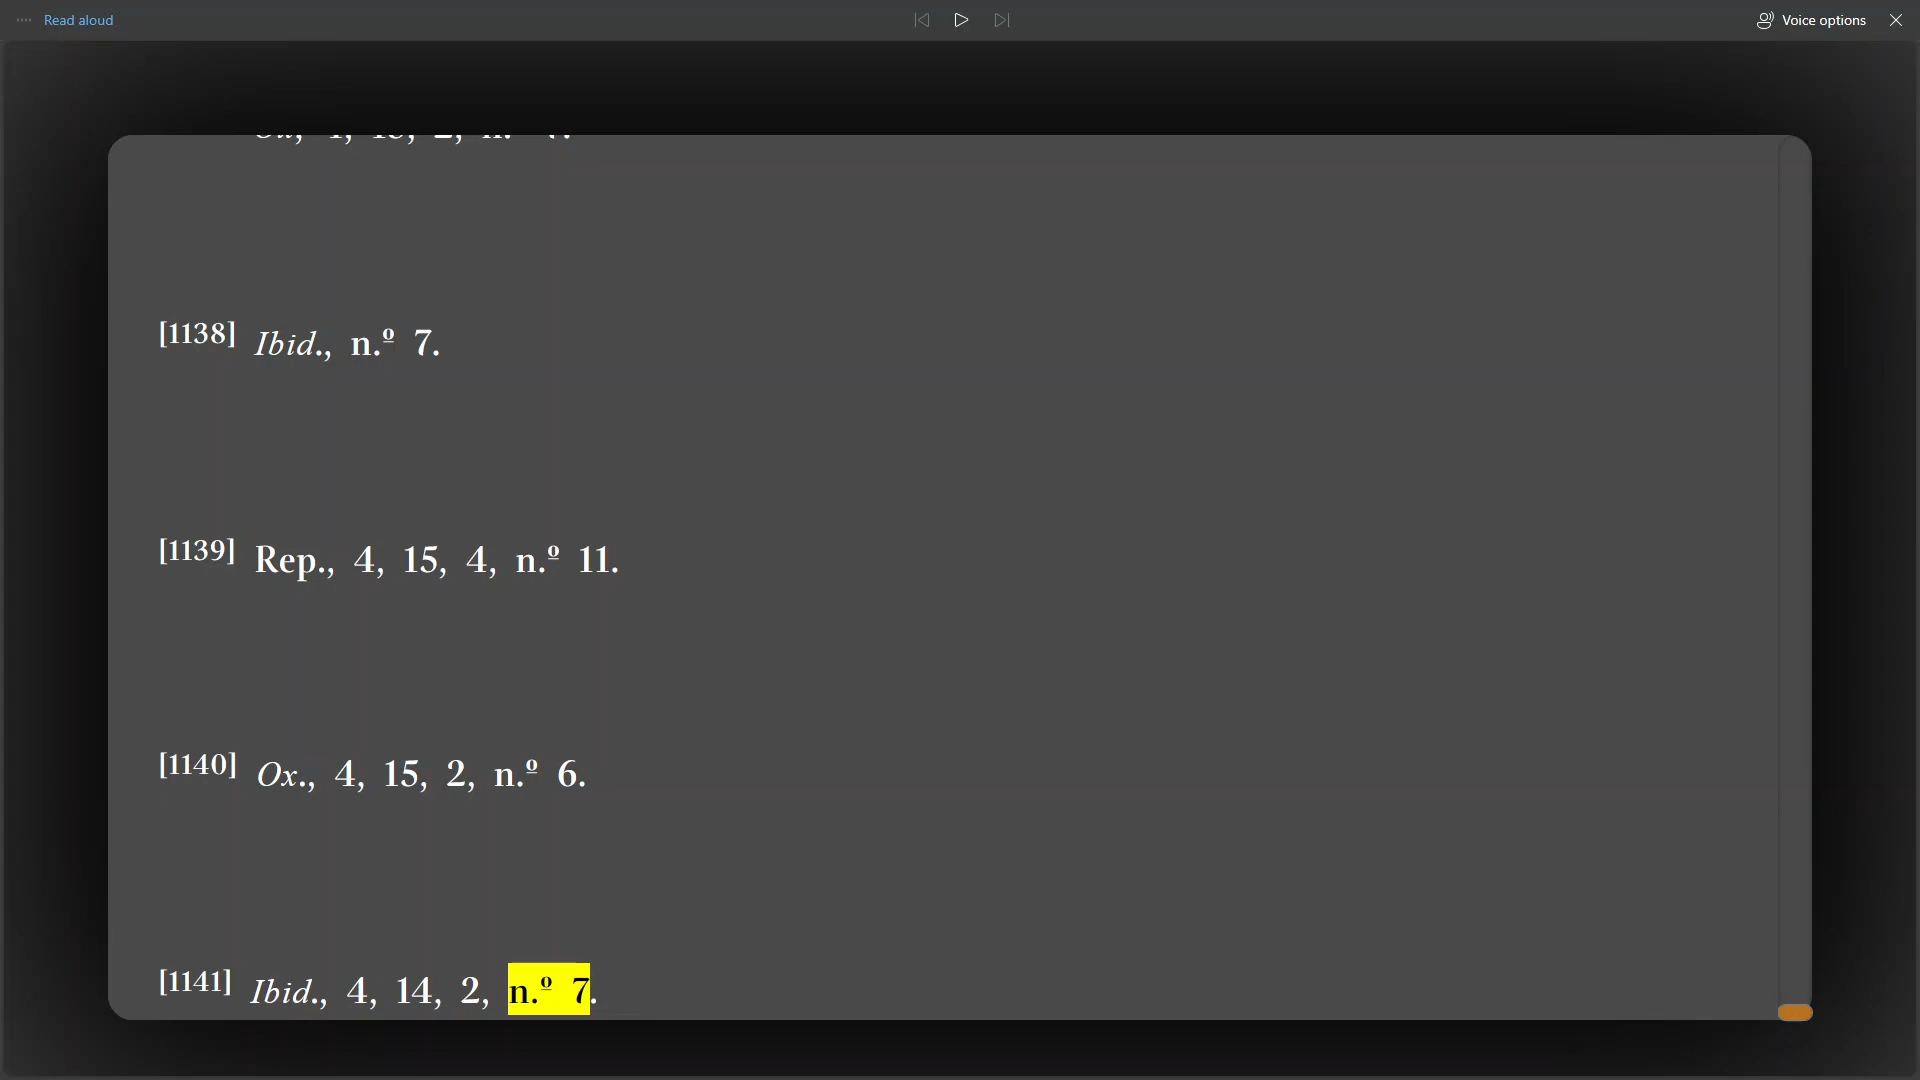 Read aloud
Voice options
[1138] Ibid., n.º 7.
[1139] Rep., 4, 15, 4, n.º 11.
[1140] Ox., 4, 15, 2, n.º 6.
[1141] Ibid., 4, 14, 2, n.º 7.